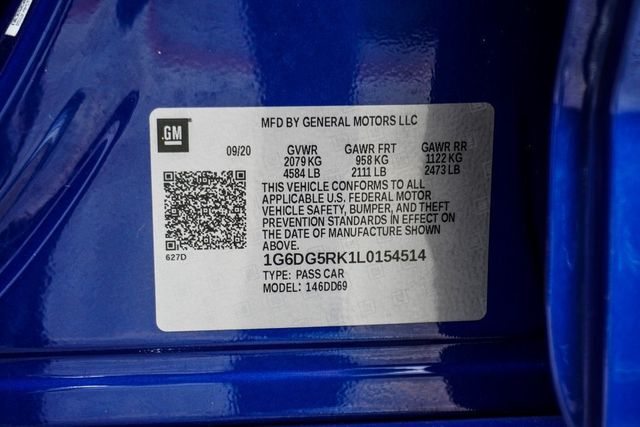 GM
MFD BY GENERAL MOTORS LLC
09/20 GVWR GAWR FRT GAWR RR
2079 KG 958 KG 1122 KG
4584 LB 2111 LB 2473 LB
THIS VEHICLE CONFORMS TO ALL
APPLICABLE U.S. FEDERAL MOTOR
VEHICLE SAFETY, BUMPER, AND THEFT
PREVENTION STANDARDS IN EFFECT ON
THE DATE OF MANUFACTURE SHOWN
ABOVE.
627D
1G6DG5RK1L0154514
TYPE: PASS CAR
MODEL: 146DD69